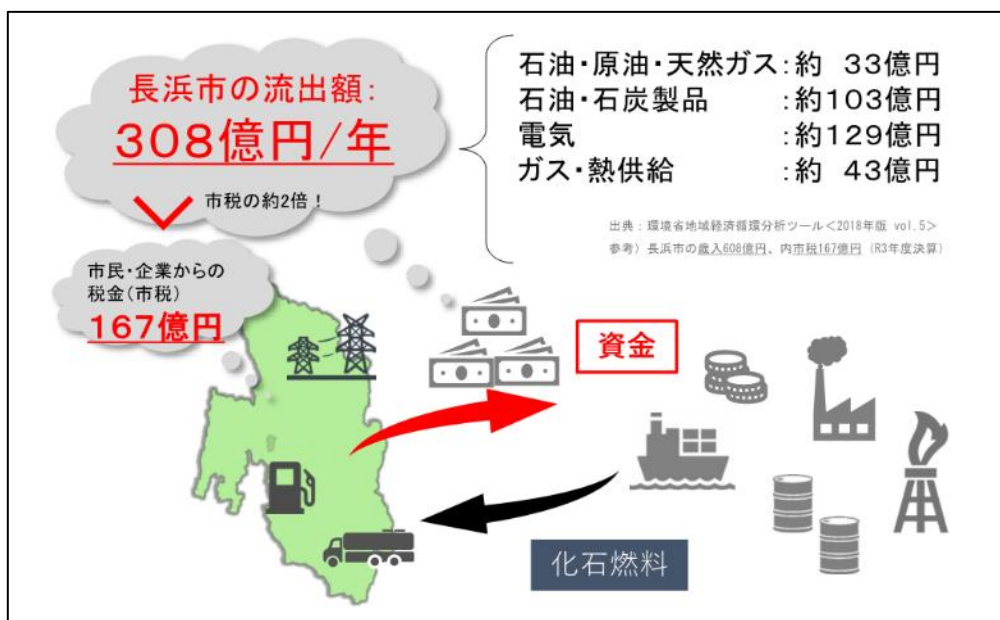 長浜市の流出額:
308億円/年
市税の約2倍！
市民・企業からの
税金(市税)
167億円
石油・原油・天然ガス:約 33億円
石油・石炭製品 :約103億円
電気 :約129億円
ガス・熱供給 :約 43億円
出典：環境省地域経済循環分析ツール<2018年版 vol.5>
参考）長浜市の歳入608億円、内市税167億円（R3年度決算）
資金
化石燃料